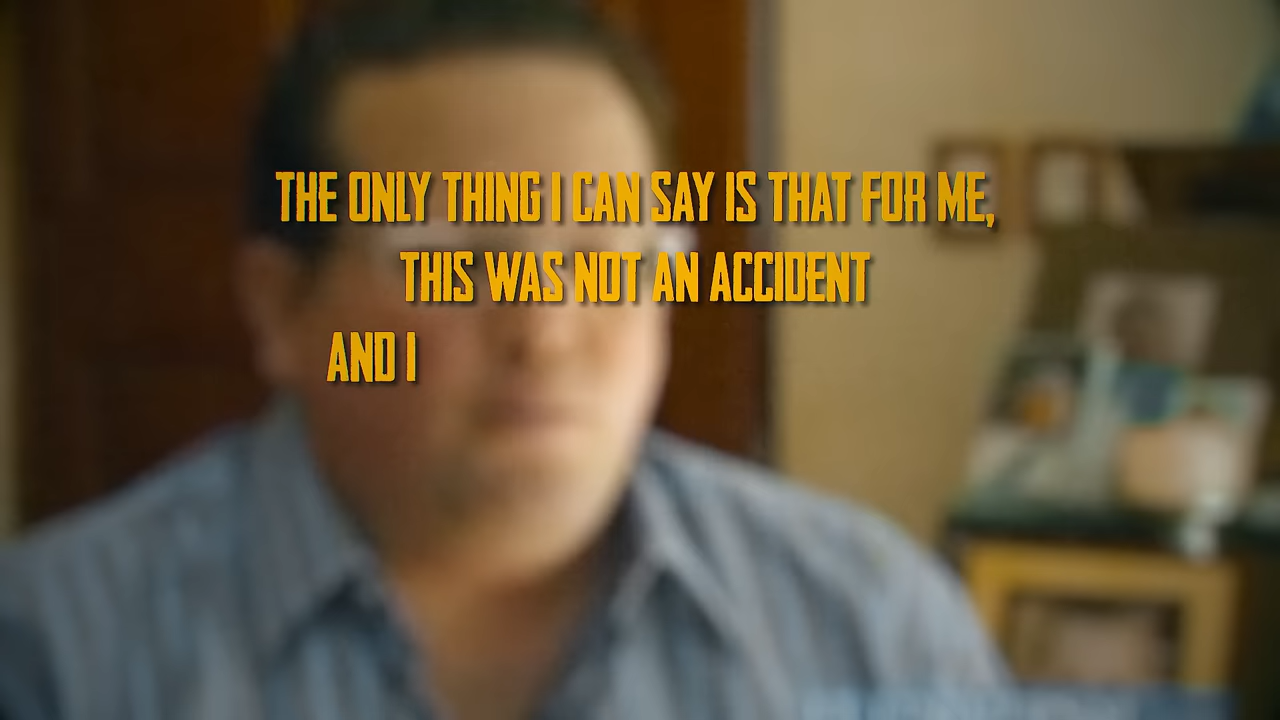 THE ONLY THING I CAN SAY IS THAT FOR ME,
THIS WAS NOT AN ACCIDENT
AND I